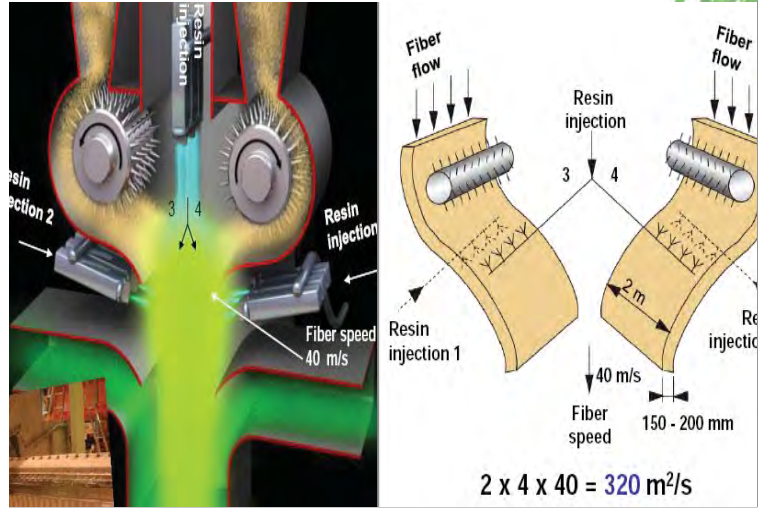 Resin
injection
esin
ection 2
3 4
Resin
injection
Fiber speed
40 m/s
Fiber
flow
Fiber
flow
Resin
injection
3 4
2 m
Resin
injection 1
Re
injectio
40 m/s
Fiber
speed
150 - 200 mm
2 x 4 x 40 = 320 m²/s